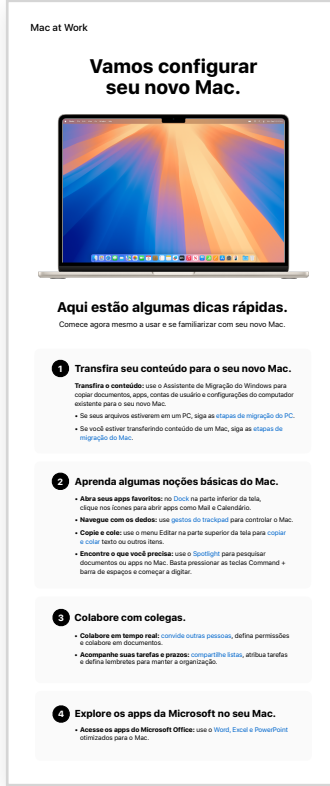 Mac at Work
Vamos configurar
seu novo Mac.
Aqui estão algumas dicas rápidas.
Comece agora mesmo a usar e se familiarizar com seu novo Mac.
1 Transfira seu conteúdo para o seu novo Mac.
Transfira o conteúdo: use o Assistente de Migração do Windows para
copiar documentos, apps, contas de usuário e configurações do computador
existente para o seu novo Mac.
• Se seus arquivos estiverem em um PC, siga as etapas de migração do PC.
• Se você estiver transferindo conteúdo de um Mac, siga as etapas de
migração do Mac.
2 Aprenda algumas noções básicas do Mac.
• Abra seus apps favoritos: no Dock na parte inferior da tela,
clique nos ícones para abrir apps como Mail e Calendário.
• Navegue com os dedos: use gestos do trackpad para controlar o Mac.
• Copie e cole: use o menu Editar na parte superior da tela para copiar
e colar texto ou outros itens.
• Encontre o que você precisa: use o Spotlight para pesquisar
documentos ou apps no Mac. Basta pressionar as teclas Command +
barra de espaços e começar a digitar.
3 Colabore com colegas.
• Colabore em tempo real: convide outras pessoas, defina permissões
e colabore em documentos.
• Acompanhe suas tarefas e prazos: compartilhe listas, atribua tarefas
e defina lembretes para manter a organização.
4 Explore os apps da Microsoft no seu Mac.
• Acesse os apps do Microsoft Office: use o Word, Excel e PowerPoint
otimizados para o Mac.